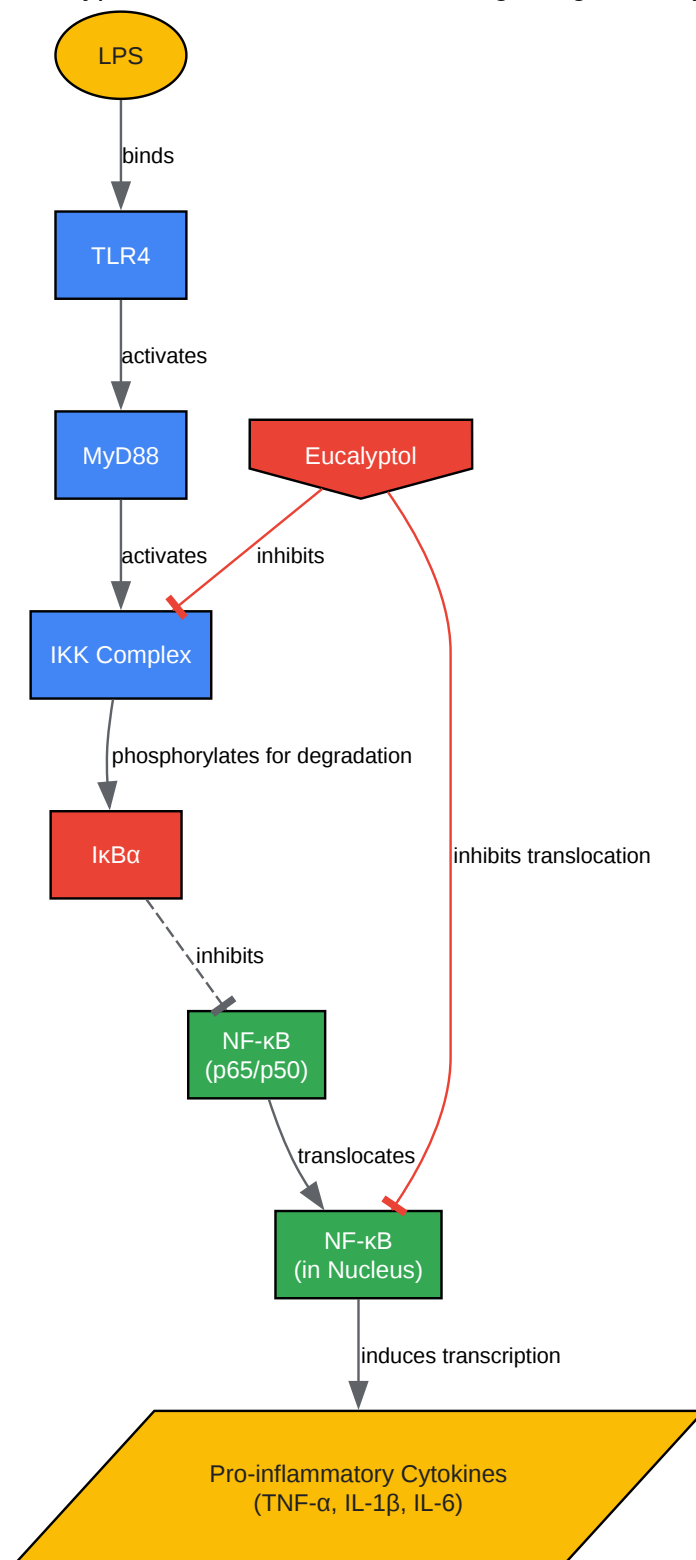 LPS
binds
TLR4
activates
MyD88
Eucalyptol
activates
inhibits
IKK Complex
phosphorylates for degradation
IκBα
inhibits translocation
inhibits
NF-κB
(p65/p50)
translocates
NF-κB
(in Nucleus)
induces transcription
Pro-inflammatory Cytokines
(TNF-α, IL-1β, IL-6)